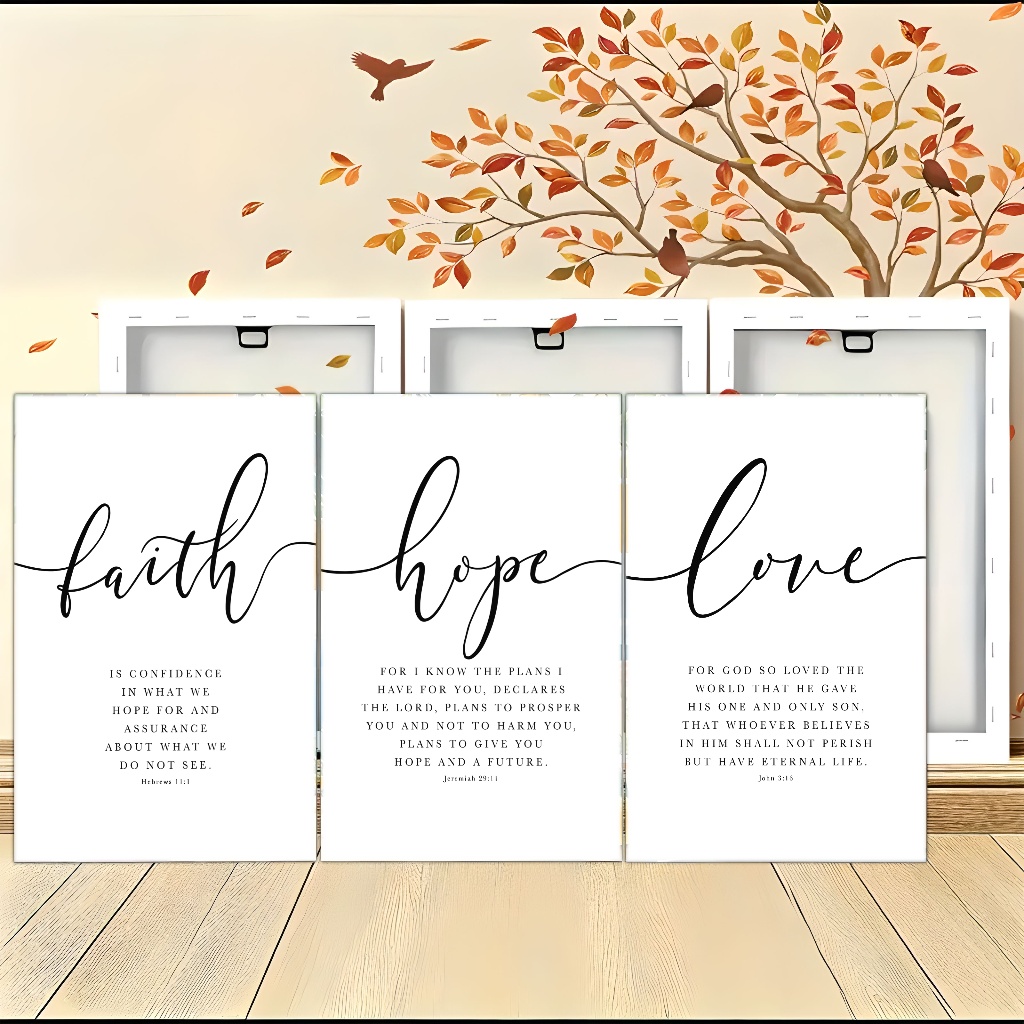 faith
IS CONFIDENCE
IN WHAT WE
HOPE FOR AND
ASSURANCE
ABOUT WHAT WE
DO NOT SEE.
Hebrews 11:1
hope
FOR I KNOW THE PLANS I
HAVE FOR YOU, DECLARES
THE LORD, PLANS TO PROSPER
YOU AND NOT TO HARM YOU,
PLANS TO GIVE YOU
HOPE AND A FUTURE.
Jeremiah 29:11
love
FOR GOD SO LOVED THE
WORLD THAT HE GAVE
HIS ONE AND ONLY SON,
THAT WHOEVER BELIEVES
IN HIM SHALL NOT PERISH
BUT HAVE ETERNAL LIFE.
John 3:16